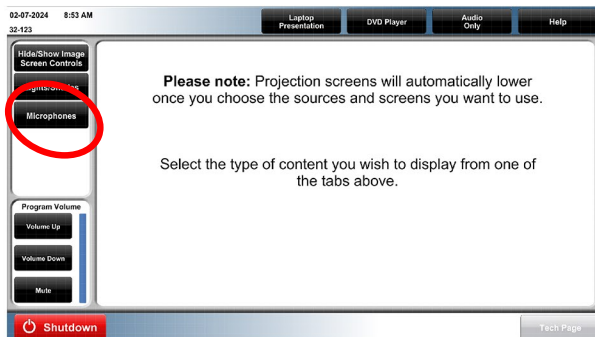 02-07-2024 8:53 AM
32-123
Laptop
Presentation
DVD Player
Audio
Only
Help
Hide/Show Image
Screen Controls
Lights/Shades
Microphones
Please note: Projection screens will automatically lower
once you choose the sources and screens you want to use.
Select the type of content you wish to display from one of
the tabs above.
Program Volume
Volume Up
Volume Down
Mute
Shutdown
Tech Page